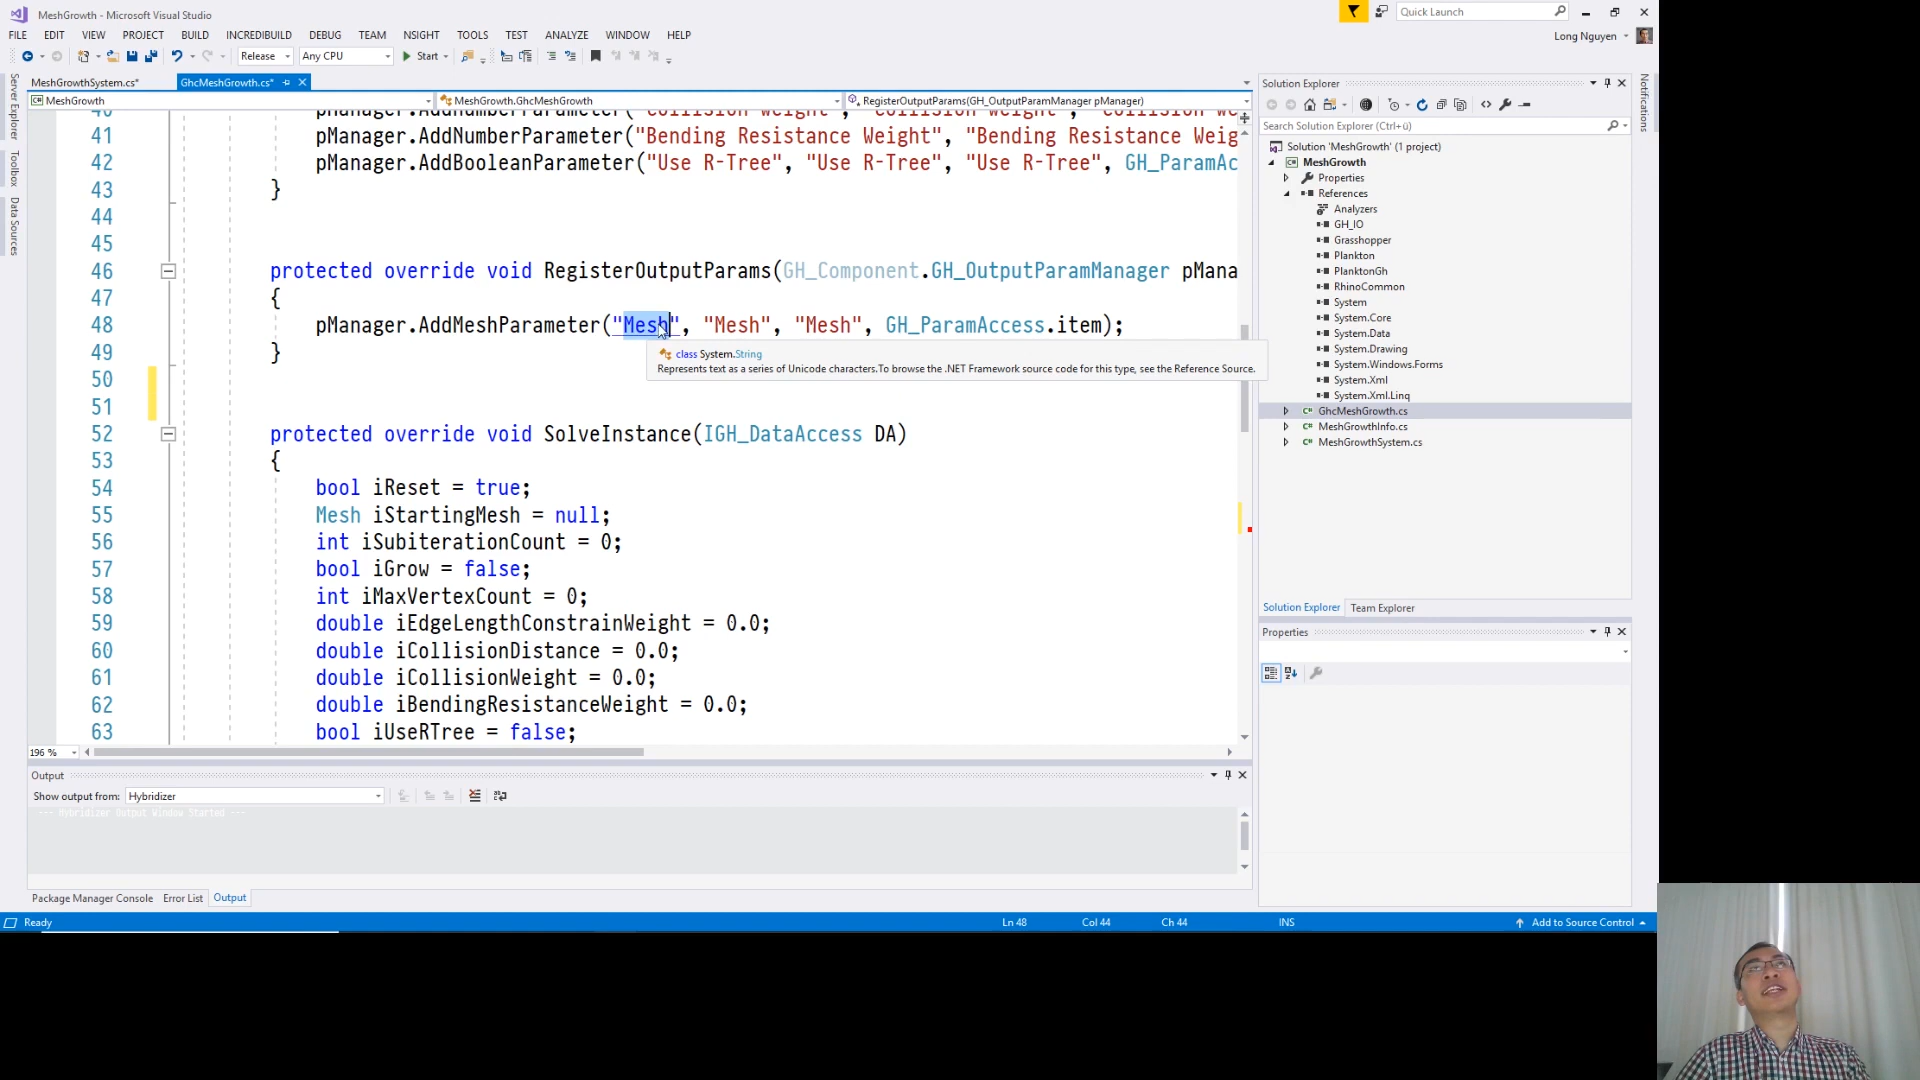 MeshGrowth - Microsoft Visual Studio
Quick Launch
FILE EDIT VIEW PROJECT BUILD INCREDIBUILD DEBUG TEAM NSIGHT TOOLS TEST ANALYZE WINDOW HELP
Long Nguyen
Release Any CPU Start
MeshGrowthSystem.cs* GhcMeshGrowth.cs*
MeshGrowth MeshGrowth.GhcMeshGrowth RegisterOutputParams(GH_OutputParamManager pManager)
Server Explorer
Toolbox
Data Sources
41 pManager.AddNumberParameter("Bending Resistance Weight", "Bending Resistance Weig
42 pManager.AddBooleanParameter("Use R-Tree", "Use R-Tree", "Use R-Tree", GH_ParamAc
43 }
44
45
46 protected override void RegisterOutputParams(GH_Component.GH_OutputParamManager pMana
47 {
48 pManager.AddMeshParameter("Mesh", "Mesh", "Mesh", GH_ParamAccess.item);
49 }
class System.String
Represents text as a series of Unicode characters.To browse the .NET Framework source code for this type, see the Reference Source.
50
51
52 protected override void SolveInstance(IGH_DataAccess DA)
53 {
54 bool iReset = true;
55 Mesh iStartingMesh = null;
56 int iSubiterationCount = 0;
57 bool iGrow = false;
58 int iMaxVertexCount = 0;
59 double iEdgeLengthConstrainWeight = 0.0;
60 double iCollisionDistance = 0.0;
61 double iCollisionWeight = 0.0;
62 double iBendingResistanceWeight = 0.0;
63 bool iUseRTree = false;
196 %
Output
Show output from: Hybridizer
--- Hybridizer Output Window Started ---
Package Manager Console Error List Output
Ready Ln 48 Col 44 Ch 44 INS Add to Source Control
Solution Explorer
Search Solution Explorer (Ctrl+ü)
Solution 'MeshGrowth' (1 project)
MeshGrowth
Properties
References
Analyzers
GH_IO
Grasshopper
Plankton
PlanktonGh
RhinoCommon
System
System.Core
System.Data
System.Drawing
System.Windows.Forms
System.Xml
System.Xml.Linq
GhcMeshGrowth.cs
MeshGrowthInfo.cs
MeshGrowthSystem.cs
Solution Explorer Team Explorer
Properties
Notifications